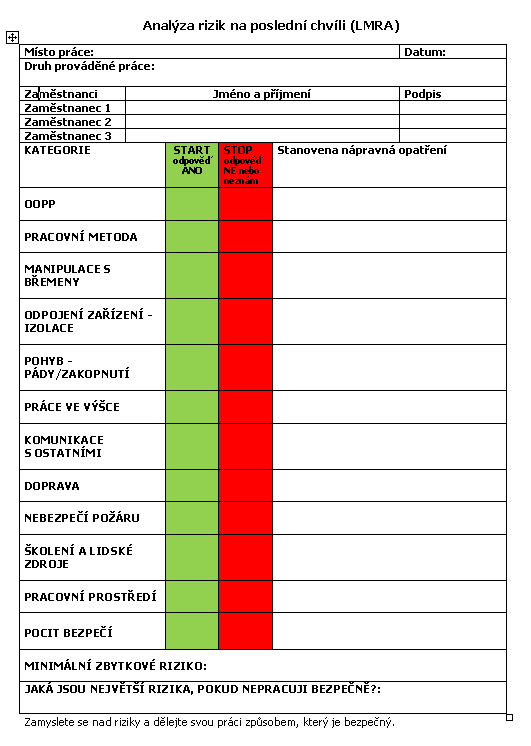 Analýza rizik na poslední chvíli (LMRA)
Místo práce: Datum:
Druh prováděné práce:
Zaměstnanci Jméno a příjmení Podpis
Zaměstnanec 1
Zaměstnanec 2
Zaměstnanec 3
KATEGORIE START STOP Stanovena nápravná opatření
odpověď odpověď
ANO NE nebo
neznám
OOPP
PRACOVNÍ METODA
MANIPULACE S
BŘEMENY
ODPOJENÍ ZAŘÍZENÍ -
IZOLACE
POHYB -
PÁDY/ZAKOPNUTÍ
PRÁCE VE VÝŠCE
KOMUNIKACE
S OSTATNÍMI
DOPRAVA
NEBEZPEČÍ POŽÁRU
ŠKOLENÍ A LIDSKÉ
ZDROJE
PRACOVNÍ PROSTŘEDÍ
POCIT BEZPEČÍ
MINIMÁLNÍ ZBYTKOVÉ RIZIKO:
JAKÁ JSOU NEJVĚTŠÍ RIZIKA, POKUD NEPRACUJI BEZPEČNĚ?:
Zamyslete se nad riziky a dělejte svou práci způsobem, který je bezpečný.